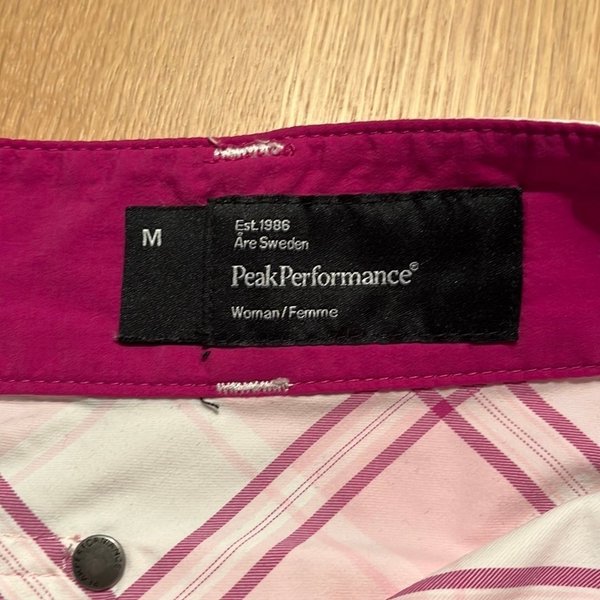 M
Est.1986
Åre Sweden
PeakPerformance®
Woman/Femme